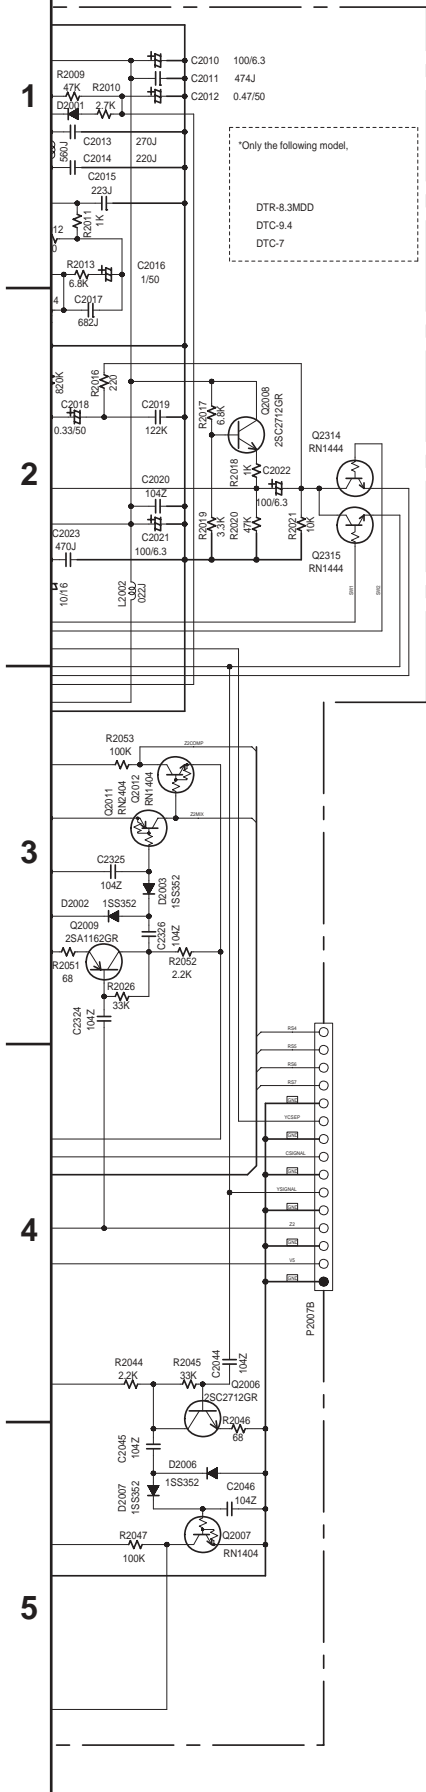 1
C2010 100/6.3
R2009 C2011 474J
47K R2010
C2012 0.47/50
D2001 2.7K
C2013 270J
560J
C2014 220J
C2015
223J
*Only the following model,
DTR-8.3MDD
DTC-9.4
DTC-7
R2011
1K
12
0
R2013 C2016
6.8K 1/50
4
C2017
682J
820K
R2016
220
C2018 C2019
0.33/50 122K
R2017
6.8K
Q2008
2SC2712GR
Q2314
RN1444
2
R2018
1K
C2022
100/6.3
C2020
104Z
C2021
100/6.3
R2019
3.3K
R2020
47K
R2021
10K
C2023
470J
Q2315
RN1444
10/16
L2002
022J
SW1
SW2
R2053
100K
Z2COMP
Q2011
RN2404
Q2012
RN1404
Z2MIX
3
C2325
104Z
D2003
1SS352
D2002 1SS352
Q2009
2SA1162GR
C2326
104Z
R2051
68
R2052
2.2K
R2026
33K
C2324
104Z
RS4
RS5
RS6
RS7
GND
YCSEP
GND
CSIGNAL
GND
YSIGNAL
4
GND
Z2
GND
VS
GND
P2007B
R2044
2.2K
R2045
33K
C2044
104Z
Q2006
2SC2712GR
R2046
68
C2045
104Z
D2006
1SS352
D2007
1SS352
C2046
104Z
R2047
100K
Q2007
RN1404
5